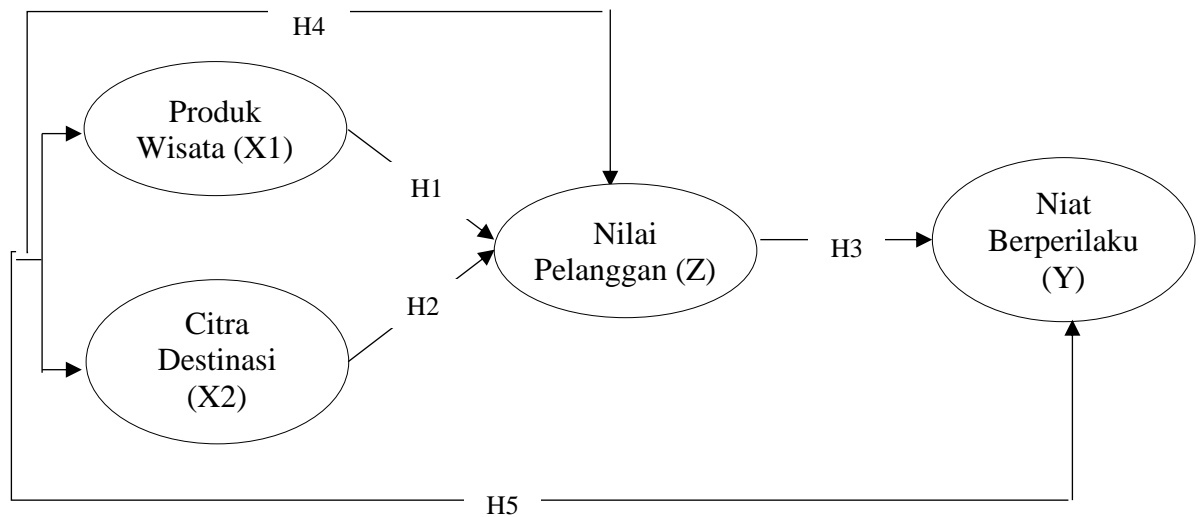 H4
Produk
Wisata (X1)
H1
Nilai
Pelanggan (Z)
H3
Niat
Berperilaku
(Y)
H2
Citra
Destinasi
(X2)
H5